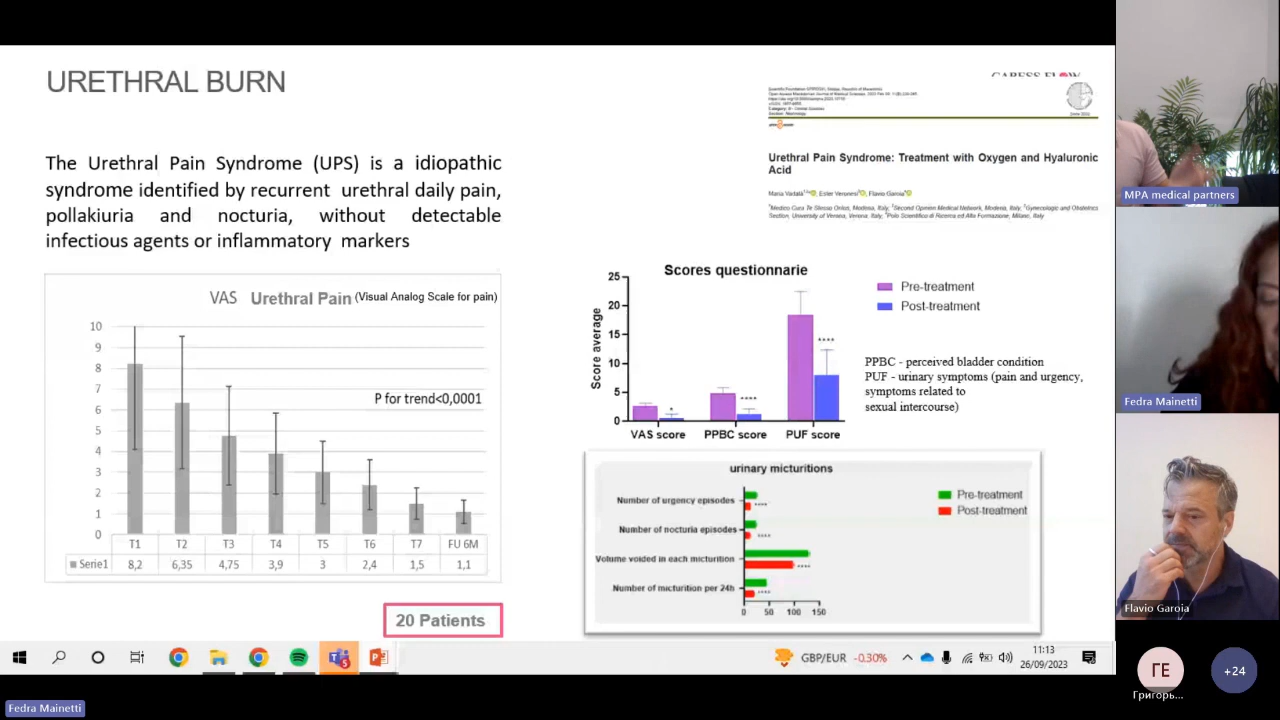 URETHRAL BURN
The Urethral Pain Syndrome (UPS) is a idiopathic
syndrome identified by recurrent urethral daily pain,
pollakiuria and nocturia, without detectable
infectious agents or inflammatory markers
VAS Urethral Pain (Visual Analog Scale for pain)
10
9
8
7
6
5
4
3
2
1
0
P for trend<0,0001
T1 T2 T3 T4 T5 T6 T7 FU 6M
Serie1 8,2 6,35 4,75 3,9 3 2,4 1,5 1,1
20 Patients
Urethral Pain Syndrome: Treatment with Oxygen and Hyaluronic
Acid
Scores questionnarie
Score average
25
20
15
10
5
0
* **** ****
VAS score PPBC score PUF score
Pre-treatment
Post-treatment
PPBC - perceived bladder condition
PUF - urinary symptoms (pain and urgency,
symptoms related to
sexual intercourse)
urinary micturitions
Number of urgency episodes ****
Number of nocturia episodes ****
Volume voided in each micturition ****
Number of micturition per 24h ****
0 50 100 150
Pre-treatment
Post-treatment
GBP/EUR -0.30%
11:13
26/09/2023
MPA medical partners
Fedra Mainetti
Flavio Garoia
ГЕ
Григорь...
+24
Fedra Mainetti